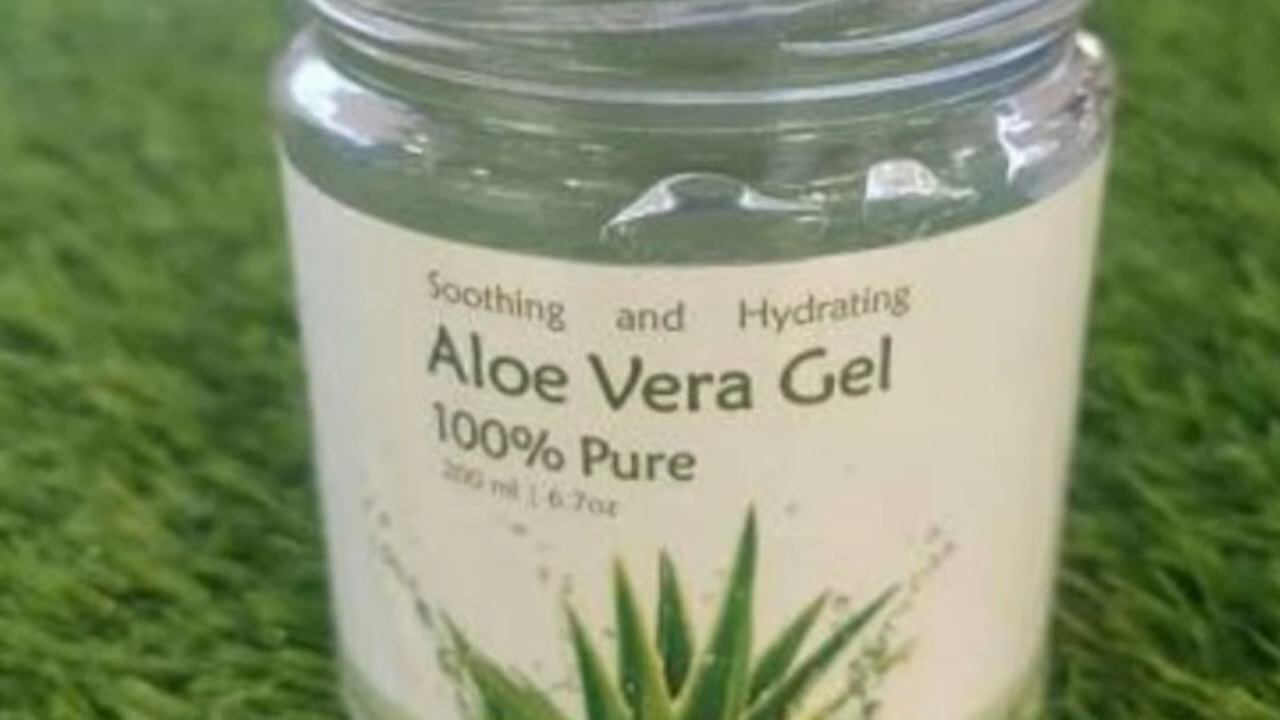 Soothing and Hydrating
Aloe Vera Gel
100% Pure
200 ml | 6.7oz